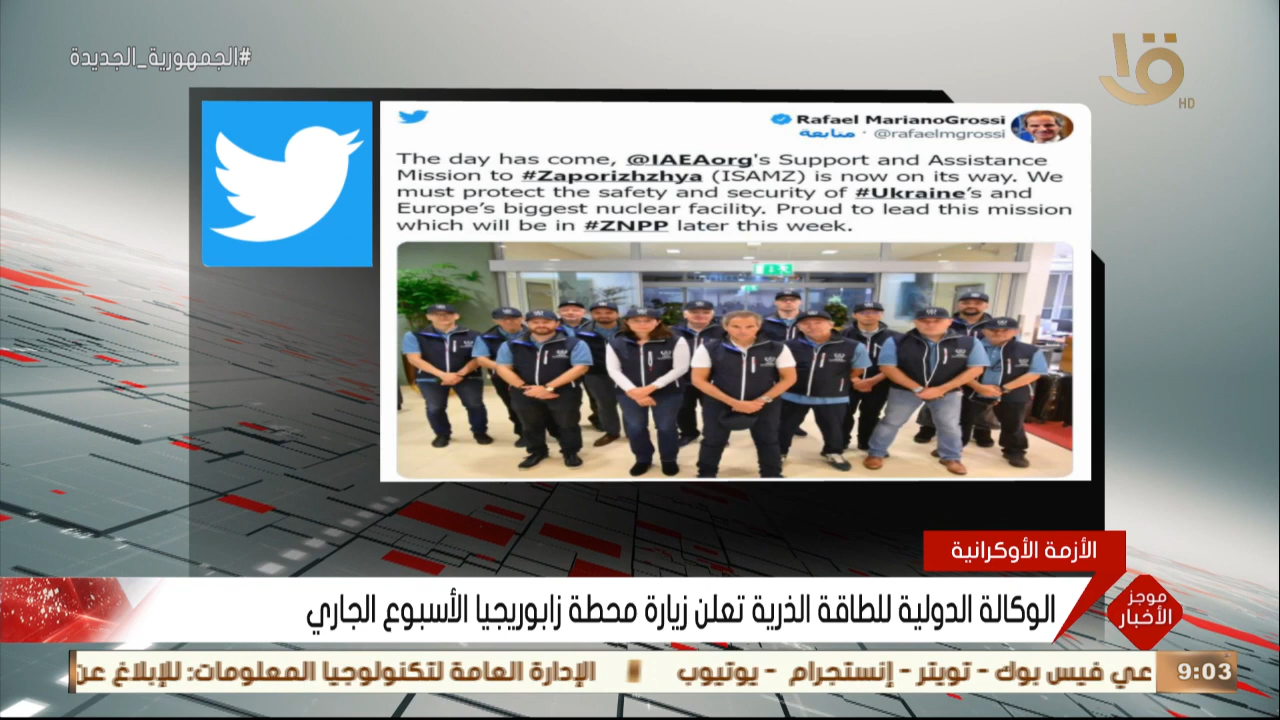 #الجمهورية_الجديدة
HD
Rafael MarianoGrossi
@rafaelmgrossi · متابعة
The day has come, @IAEAorg's Support and Assistance
Mission to #Zaporizhzhya (ISAMZ) is now on its way. We
must protect the safety and security of #Ukraine’s and
Europe’s biggest nuclear facility. Proud to lead this mission
which will be in #ZNPP later this week.
الأزمة الأوكرانية
موجز
الأخبار
الوكالة الدولية للطاقة الذرية تعلن زيارة محطة زابوريجيا الأسبوع الجاري
9:03
عي فيس بوك - تويتر - إنستجرام - يوتيوب
الإدارة العامة لتكنولوجيا المعلومات: للإبلاغ عن